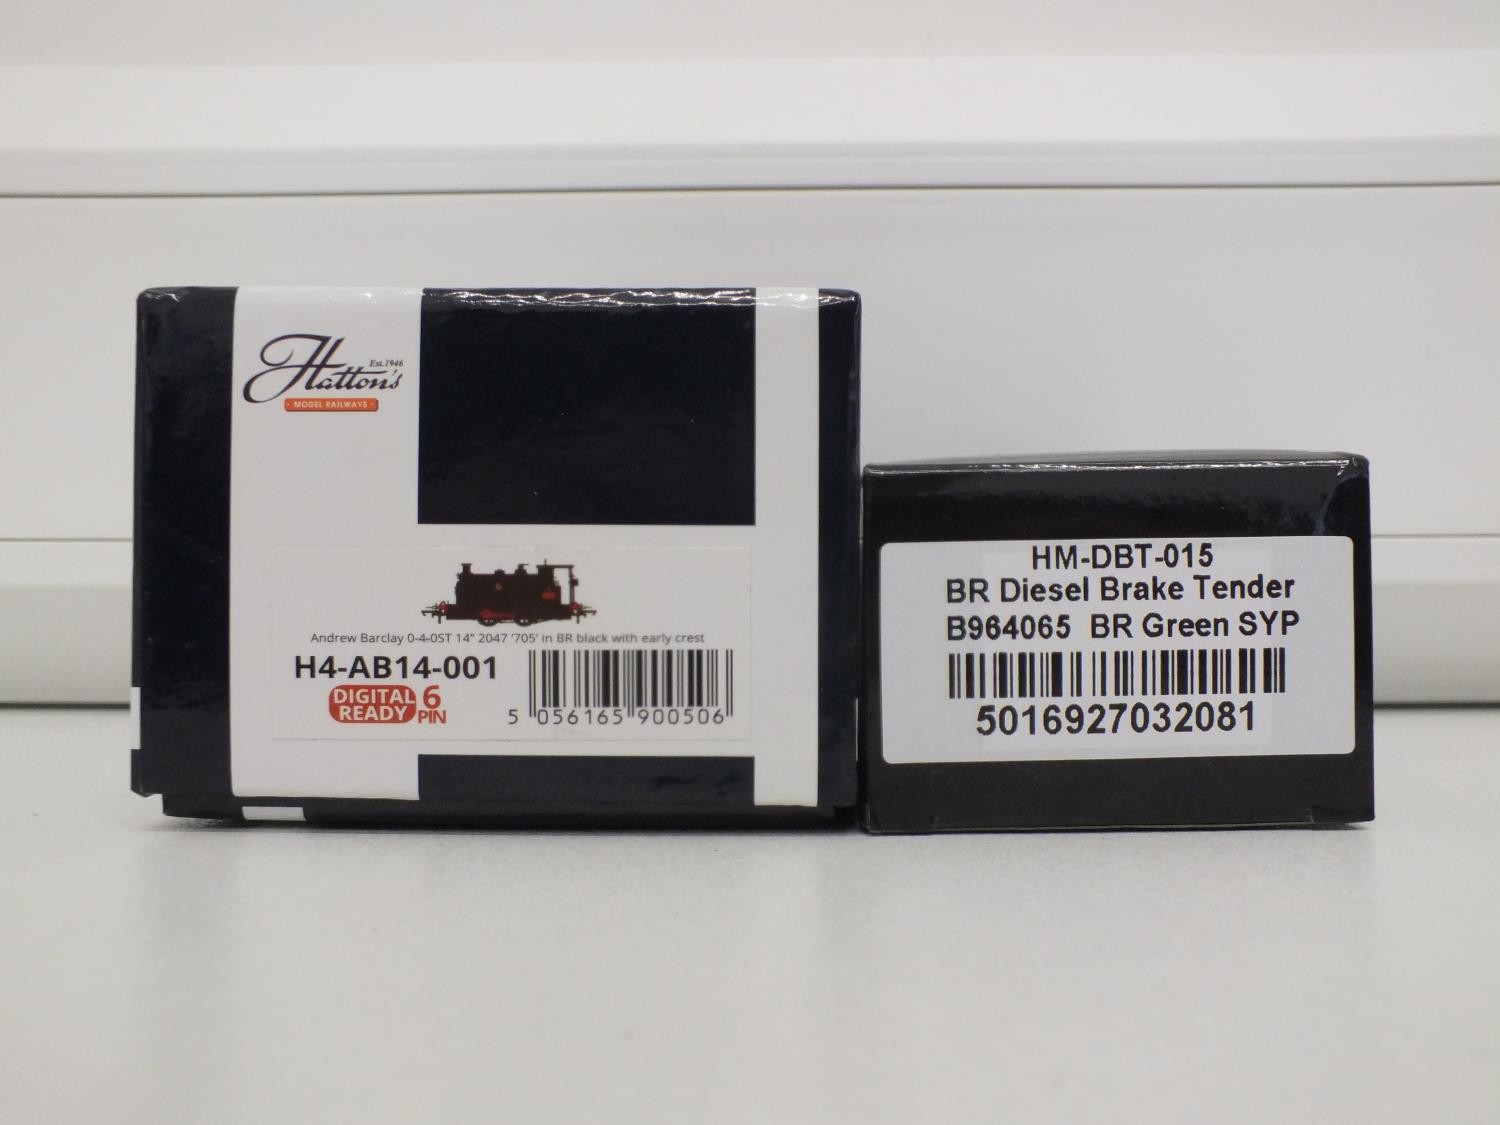 Hatton's
Est.1946
MODEL RAILWAYS
Andrew Barclay 0-4-0ST 14" 2047 '705' in BR black with early crest
H4-AB14-001
DIGITAL READY 6 PIN
5 056165 900506
HM-DBT-015
BR Diesel Brake Tender
B964065 BR Green SYP
5016927032081